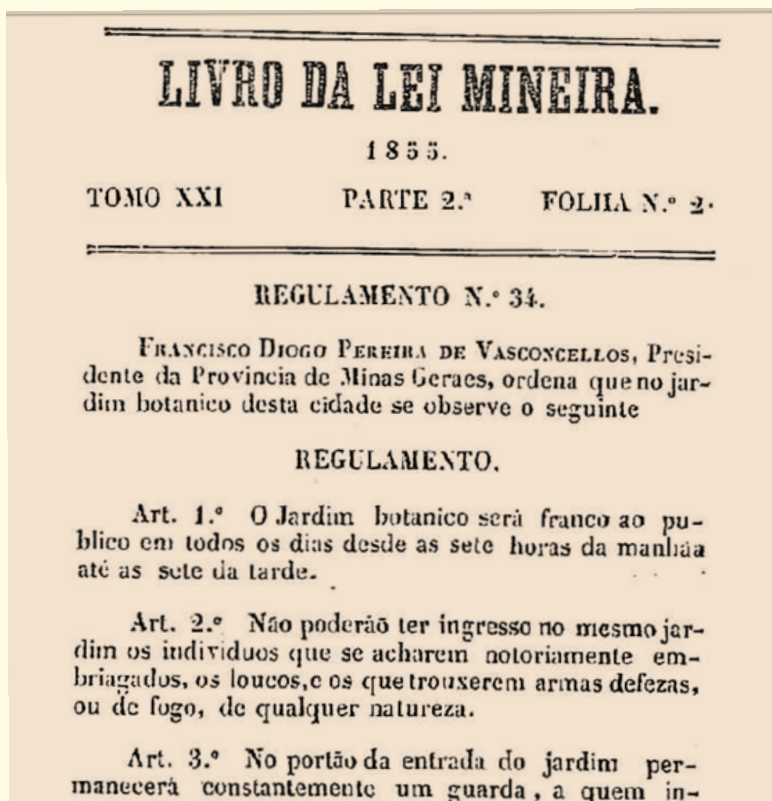 LIVRO DA LEI MINEIRA.
1855.
TOMO XXI PARTE 2.ª FOLHA N.º 2.
REGULAMENTO N.º 34.
FRANCISCO DIOGO PEREIRA DE VASCONCELLOS, Presi-
dente da Provincia de Minas Geraes, ordena que no jar-
dim botanico desta cidade se observe o seguinte
REGULAMENTO.
Art. 1.º O Jardim botanico será franco ao pu-
blico em todos os dias desde as sete horas da manhãa
até as sete da tarde.
Art. 2.º Não poderáõ ter ingresso no mesmo jar-
dim os individuos que se acharem notoriamente em-
briagados, os loucos, e os que trouxerem armas defezas,
ou de fogo, de qualquer natureza.
Art. 3.º No portão da entrada do jardim per-
manecerá constantemente um guarda, a quem in-